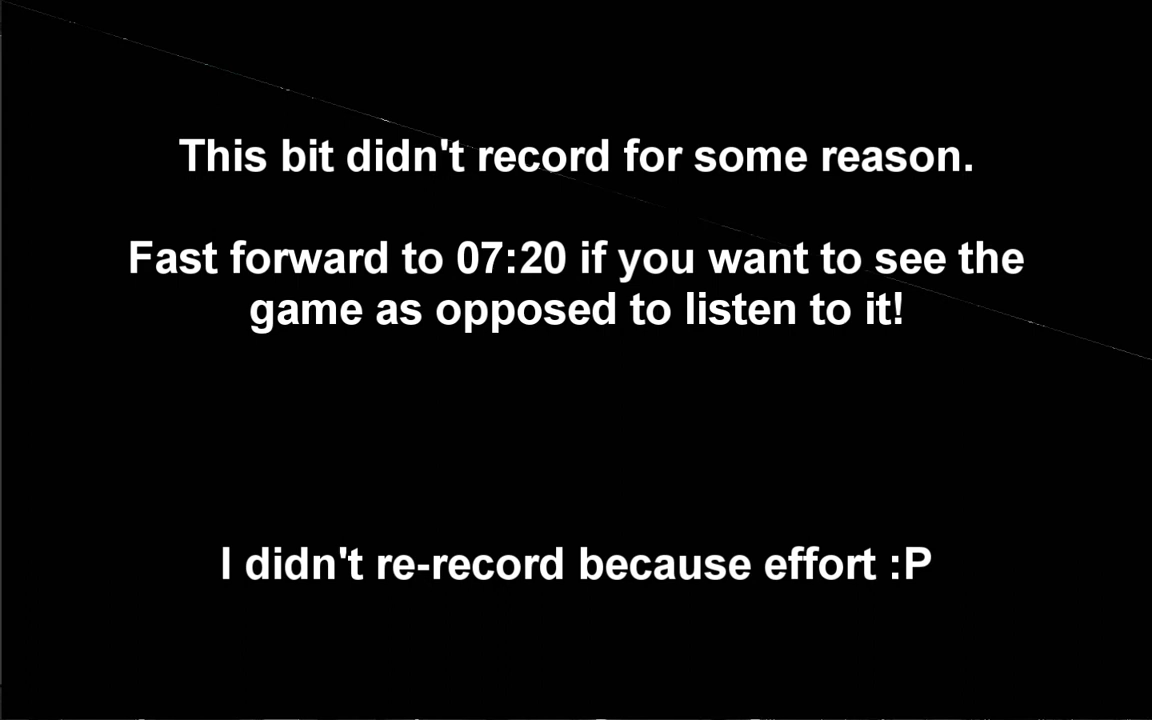 This bit didn't record for some reason.
Fast forward to 07:20 if you want to see the
game as opposed to listen to it!
I didn't re-record because effort :P